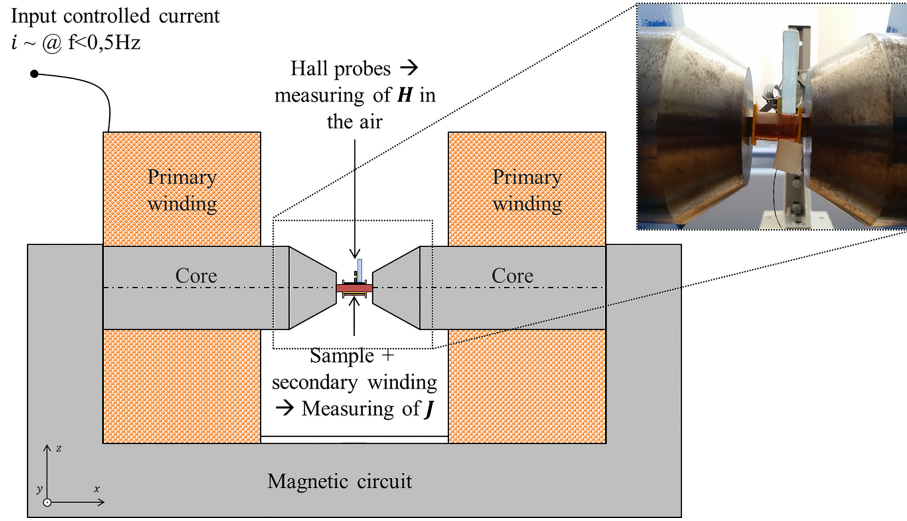 Input controlled current
i ~ @ f<0,5Hz
Hall probes →
measuring of H in
the air
Primary
winding
Primary
winding
Core
Core
Sample +
secondary winding
→ Measuring of J
Magnetic circuit
z
y
x